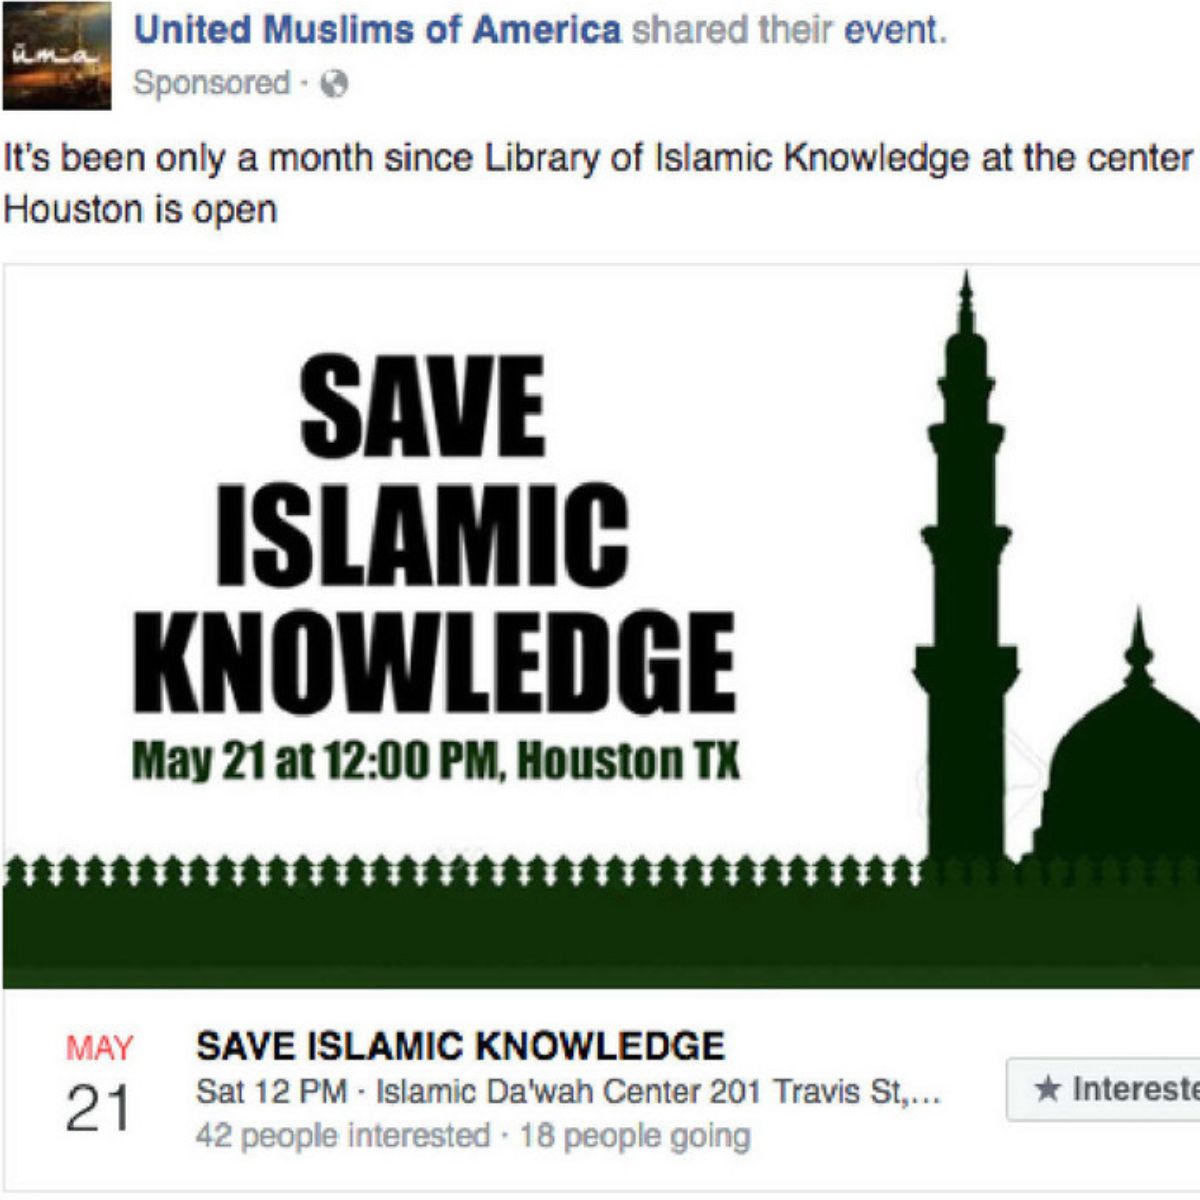 ūm–a
United Muslims of America shared their event.
Sponsored ·
It's been only a month since Library of Islamic Knowledge at the center
Houston is open
SAVE
ISLAMIC
KNOWLEDGE
May 21 at 12:00 PM, Houston TX
MAY
21
SAVE ISLAMIC KNOWLEDGE
Sat 12 PM · Islamic Da'wah Center 201 Travis St,...
★ Intereste
42 people interested · 18 people going